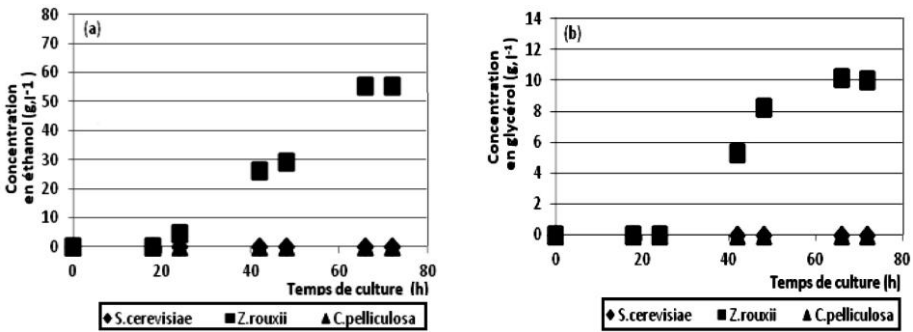 (a)
Concentration
en éthanol (g,l-1)
80
70
60
50
40
30
20
10
0
0 20 40 60 80
Temps de culture (h)
S.cerevisiae Z.rouxii C.pelliculosa
(b)
Concentration
en glycérol (g,l-1)
14
12
10
8
6
4
2
0
0 20 40 60 80
Temps de culture (h)
S.cerevisiae Z.rouxii C.pelliculosa